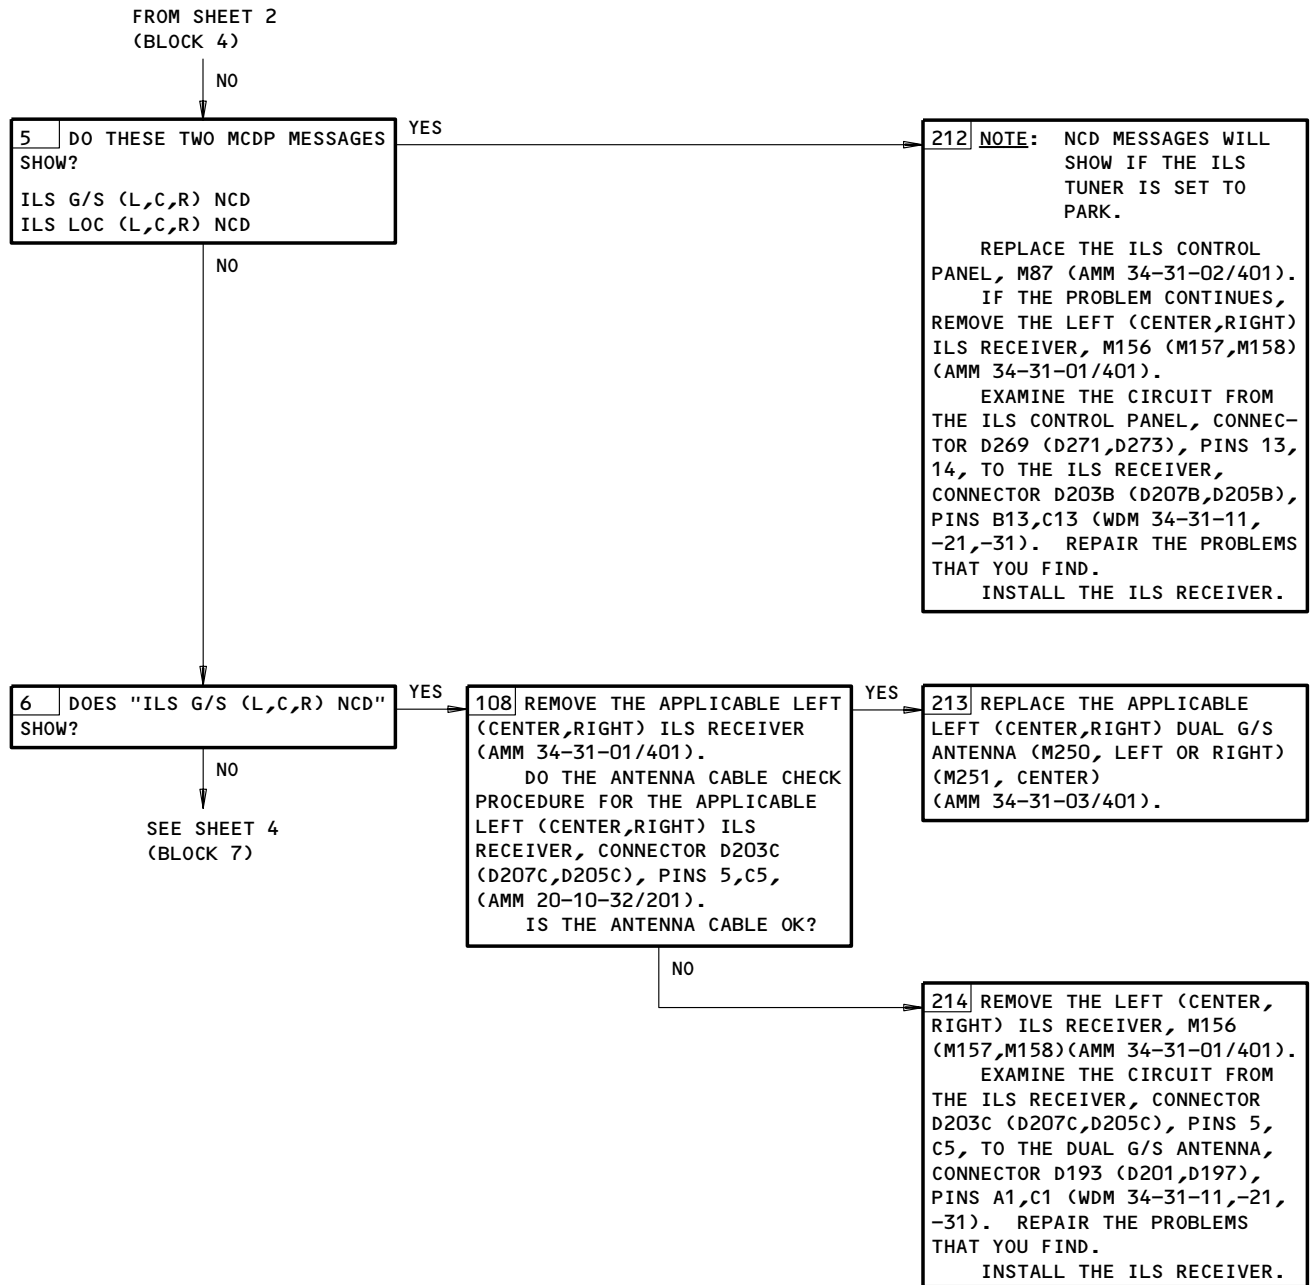 FROM SHEET 2
(BLOCK 4)
NO
5 DO THESE TWO MCDP MESSAGES
SHOW?
ILS G/S (L,C,R) NCD
ILS LOC (L,C,R) NCD
YES
NO
212 NOTE: NCD MESSAGES WILL
SHOW IF THE ILS
TUNER IS SET TO
PARK.
REPLACE THE ILS CONTROL
PANEL, M87 (AMM 34-31-02/401).
IF THE PROBLEM CONTINUES,
REMOVE THE LEFT (CENTER,RIGHT)
ILS RECEIVER, M156 (M157,M158)
(AMM 34-31-01/401).
EXAMINE THE CIRCUIT FROM
THE ILS CONTROL PANEL, CONNEC-
TOR D269 (D271,D273), PINS 13,
14, TO THE ILS RECEIVER,
CONNECTOR D203B (D207B,D205B),
PINS B13,C13 (WDM 34-31-11,
-21,-31). REPAIR THE PROBLEMS
THAT YOU FIND.
INSTALL THE ILS RECEIVER.
6 DOES "ILS G/S (L,C,R) NCD"
SHOW?
YES
NO
SEE SHEET 4
(BLOCK 7)
108 REMOVE THE APPLICABLE LEFT
(CENTER,RIGHT) ILS RECEIVER
(AMM 34-31-01/401).
DO THE ANTENNA CABLE CHECK
PROCEDURE FOR THE APPLICABLE
LEFT (CENTER,RIGHT) ILS
RECEIVER, CONNECTOR D203C
(D207C,D205C), PINS 5,C5,
(AMM 20-10-32/201).
IS THE ANTENNA CABLE OK?
YES
NO
213 REPLACE THE APPLICABLE
LEFT (CENTER,RIGHT) DUAL G/S
ANTENNA (M250, LEFT OR RIGHT)
(M251, CENTER)
(AMM 34-31-03/401).
214 REMOVE THE LEFT (CENTER,
RIGHT) ILS RECEIVER, M156
(M157,M158)(AMM 34-31-01/401).
EXAMINE THE CIRCUIT FROM
THE ILS RECEIVER, CONNECTOR
D203C (D207C,D205C), PINS 5,
C5, TO THE DUAL G/S ANTENNA,
CONNECTOR D193 (D201,D197),
PINS A1,C1 (WDM 34-31-11,-21,
-31). REPAIR THE PROBLEMS
THAT YOU FIND.
INSTALL THE ILS RECEIVER.